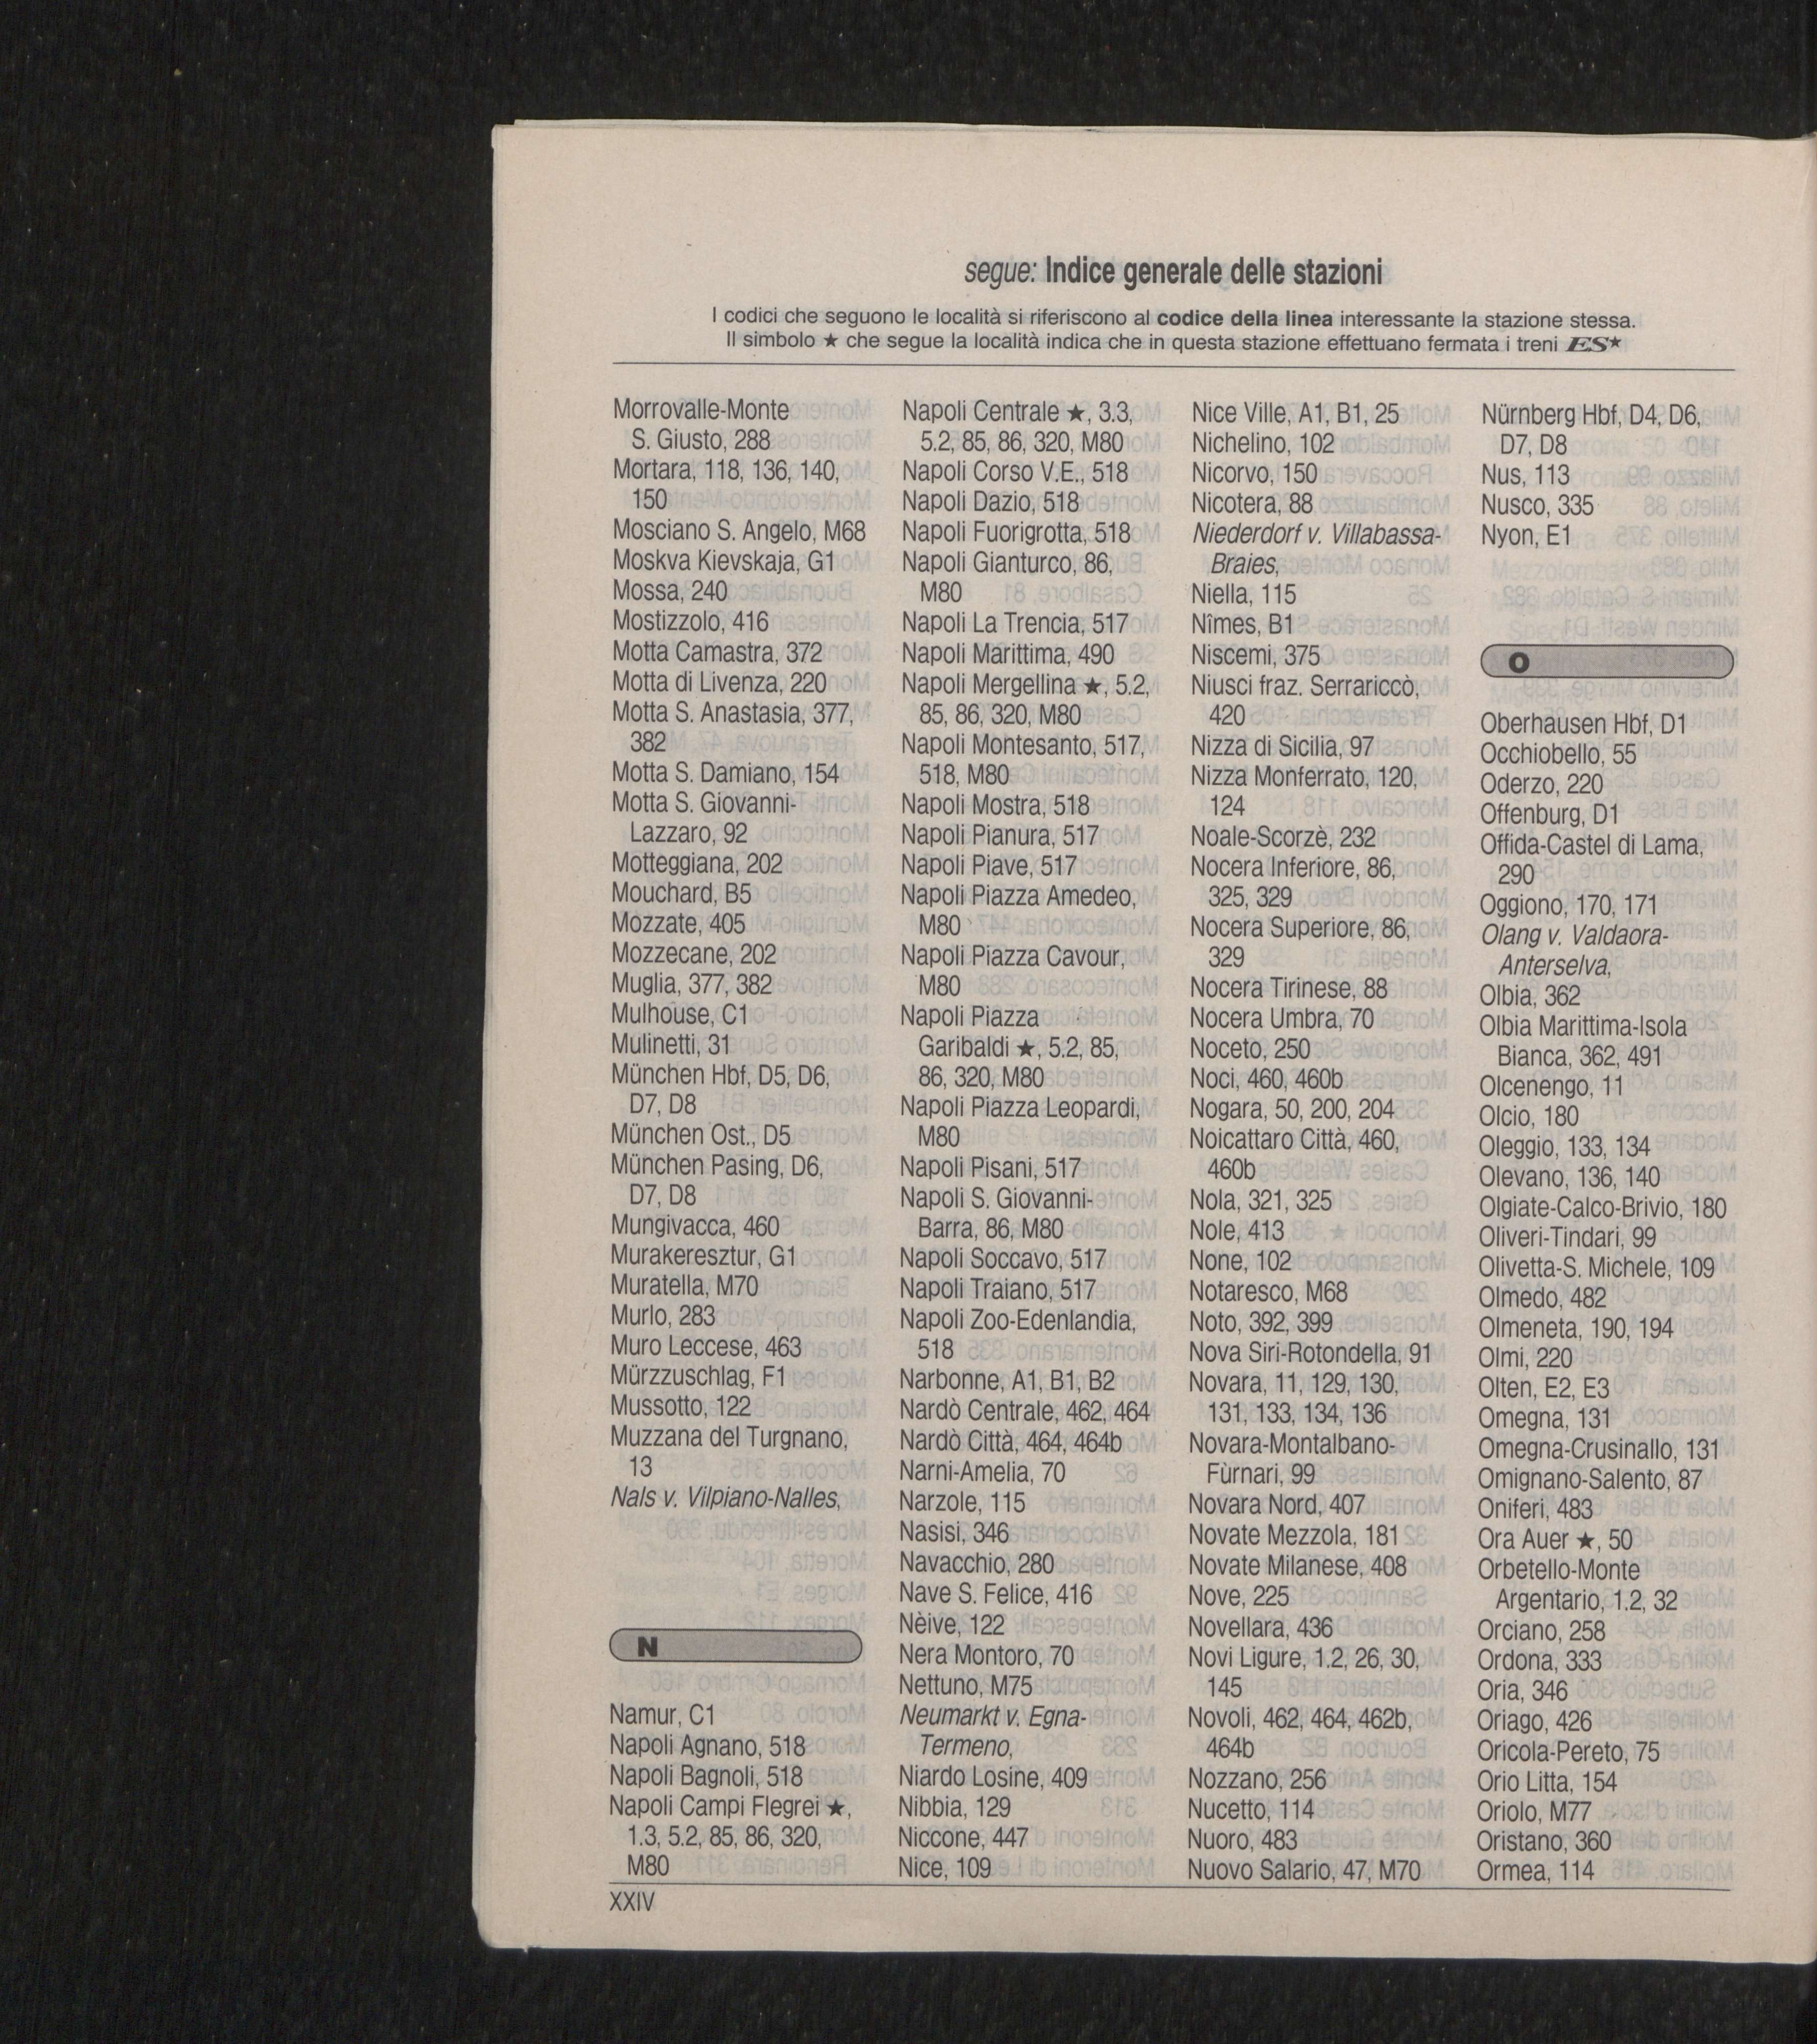 segue: Indice generale delle stazioni
I codici che seguono le località si riferiscono al codice della linea interessante la stazione stessa.
Il simbolo ★ che segue la località indica che in questa stazione effettuano fermata i treni ES★
Morrovalle-Monte
S. Giusto, 288
Mortara, 118, 136, 140,
150
Mosciano S. Angelo, M68
Moskva Kievskaja, G1
Mossa, 240
Mostizzolo, 416
Motta Camastra, 372
Motta di Livenza, 220
Motta S. Anastasia, 377,
382
Motta S. Damiano, 154
Motta S. Giovanni-
Lazzaro, 92
Motteggiana, 202
Mouchard, B5
Mozzate, 405
Mozzecane, 202
Muglia, 377, 382
Mulhouse, C1
Mulinetti, 31
München Hbf, D5, D6,
D7, D8
München Ost., D5
München Pasing, D6,
D7, D8
Mungivacca, 460
Murakeresztur, G1
Muratella, M70
Murlo, 283
Muro Leccese, 463
Mürzzuschlag, F1
Mussotto, 122
Muzzana del Turgnano,
13
Nals v. Vilpiano-Nalles,
N
Namur, C1
Napoli Agnano, 518
Napoli Bagnoli, 518
Napoli Campi Flegrei ★,
1.3, 5.2, 85, 86, 320,
M80
Napoli Centrale ★, 3.3,
5.2, 85, 86, 320, M80
Napoli Corso V.E., 518
Napoli Dazio, 518
Napoli Fuorigrotta, 518
Napoli Gianturco, 86,
M80
Napoli La Trencia, 517
Napoli Marittima, 490
Napoli Mergellina ★, 5.2,
85, 86, 320, M80
Napoli Montesanto, 517,
518, M80
Napoli Mostra, 518
Napoli Pianura, 517
Napoli Piave, 517
Napoli Piazza Amedeo,
M80
Napoli Piazza Cavour,
M80
Napoli Piazza
Garibaldi ★, 5.2, 85,
86, 320, M80
Napoli Piazza Leopardi,
M80
Napoli Pisani, 517
Napoli S. Giovanni-
Barra, 86, M80
Napoli Soccavo, 517
Napoli Traiano, 517
Napoli Zoo-Edenlandia,
518
Narbonne, A1, B1, B2
Nardò Centrale, 462, 464
Nardò Città, 464, 464b
Narni-Amelia, 70
Narzole, 115
Nasisi, 346
Navacchio, 280
Nave S. Felice, 416
Nèive, 122
Nera Montoro, 70
Nettuno, M75
Neumarkt v. Egna-
Termeno,
Niardo Losine, 409
Nibbia, 129
Niccone, 447
Nice, 109
Nice Ville, A1, B1, 25
Nichelino, 102
Nicorvo, 150
Nicotera, 88
Niederdorf v. Villabassa-
Braies,
Niella, 115
Nîmes, B1
Niscemi, 375
Niusci fraz. Serrariccò,
420
Nizza di Sicilia, 97
Nizza Monferrato, 120,
124
Noale-Scorzè, 232
Nocera Inferiore, 86,
325, 329
Nocera Superiore, 86,
329
Nocera Tirinese, 88
Nocera Umbra, 70
Noceto, 250
Noci, 460, 460b
Nogara, 50, 200, 204
Noicattaro Città, 460,
460b
Nola, 321, 325
Nole, 413
None, 102
Notaresco, M68
Noto, 392, 399
Nova Siri-Rotondella, 91
Novara, 11, 129, 130,
131, 133, 134, 136
Novara-Montalbano-
Fùrnari, 99
Novara Nord, 407
Novate Mezzola, 181
Novate Milanese, 408
Nove, 225
Novellara, 436
Novi Ligure, 1.2, 26, 30,
145
Novoli, 462, 464, 462b,
464b
Nozzano, 256
Nucetto, 114
Nuoro, 483
Nuovo Salario, 47, M70
Nürnberg Hbf, D4, D6,
D7, D8
Nus, 113
Nusco, 335
Nyon, E1
O
Oberhausen Hbf, D1
Occhiobello, 55
Oderzo, 220
Offenburg, D1
Offida-Castel di Lama,
290
Oggiono, 170, 171
Olang v. Valdaora-
Anterselva,
Olbia, 362
Olbia Marittima-Isola
Bianca, 362, 491
Olcenengo, 11
Olcio, 180
Oleggio, 133, 134
Olevano, 136, 140
Olgiate-Calco-Brivio, 180
Oliveri-Tindari, 99
Olivetta-S. Michele, 109
Olmedo, 482
Olmeneta, 190, 194
Olmi, 220
Olten, E2, E3
Omegna, 131
Omegna-Crusinallo, 131
Omignano-Salento, 87
Oniferi, 483
Ora Auer ★, 50
Orbetello-Monte
Argentario, 1.2, 32
Orciano, 258
Ordona, 333
Oria, 346
Oriago, 426
Oricola-Pereto, 75
Orio Litta, 154
Oriolo, M77
Oristano, 360
Ormea, 114
XXIV